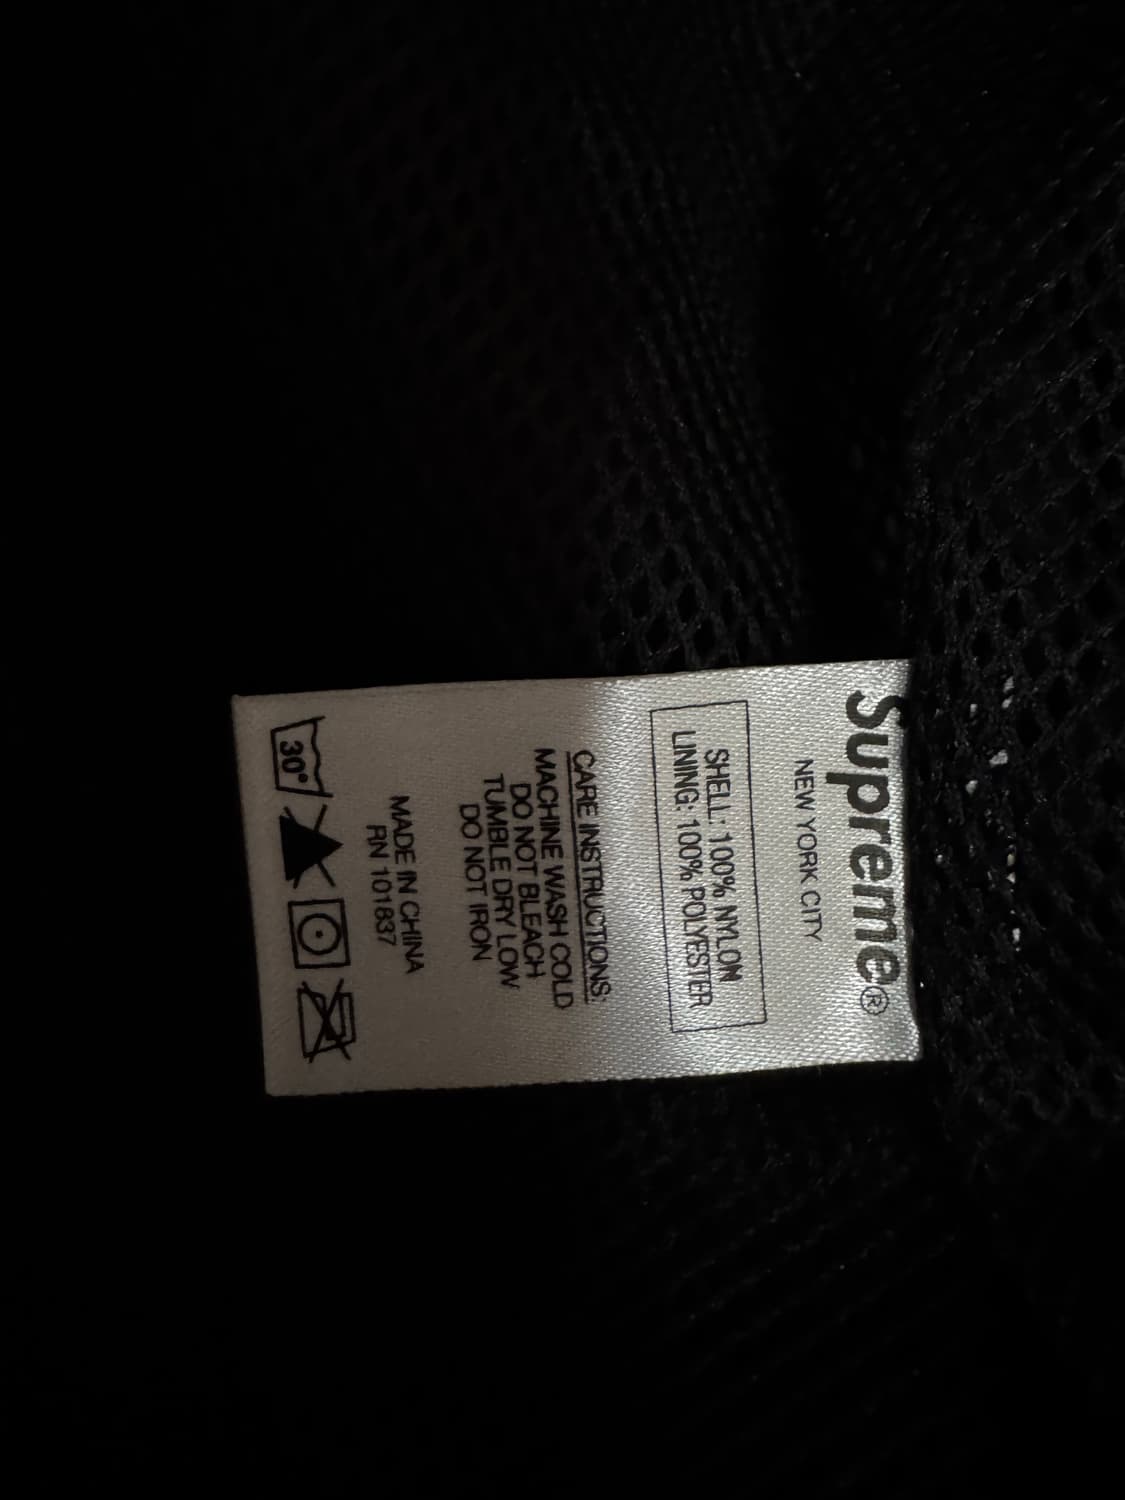 Supreme®
NEW YORK CITY
SHELL: 100% NYLON
LINING: 100% POLYESTER
CARE INSTRUCTIONS:
MACHINE WASH COLD
DO NOT BLEACH
TUMBLE DRY LOW
DO NOT IRON
MADE IN CHINA
RN 101837
30°